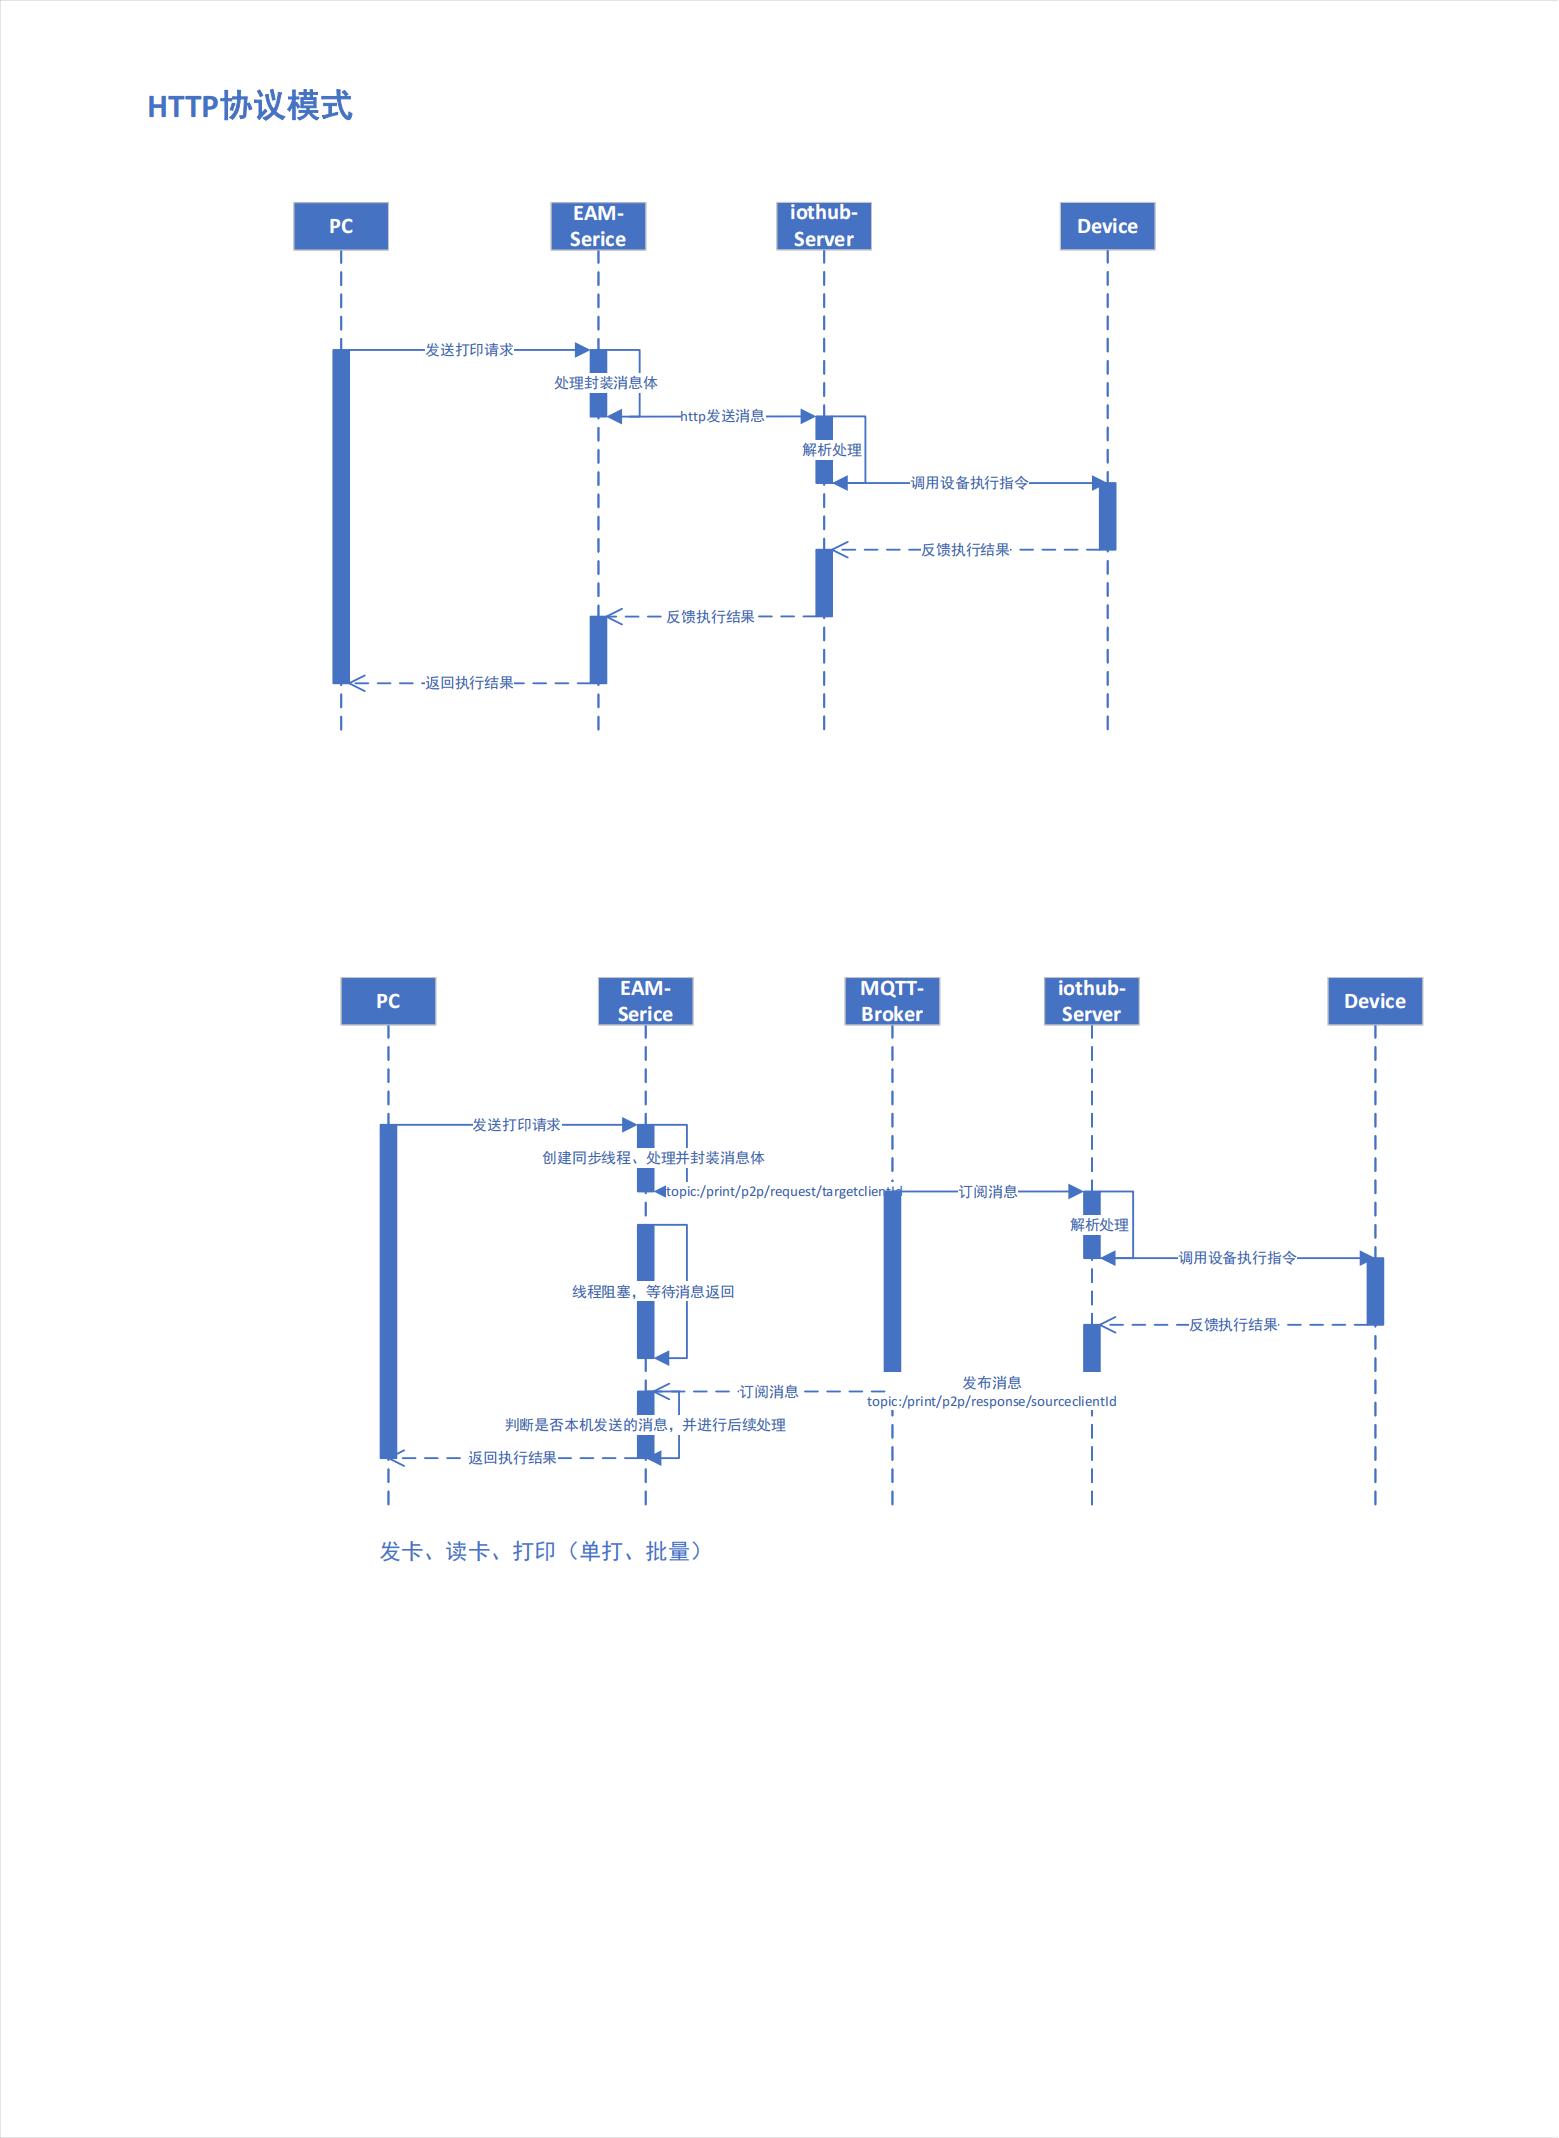 HTTP协议模式
PC
EAM-
Serice
iothub-
Server
Device
发送打印请求
处理封装消息体
http发送消息
解析处理
调用设备执行指令
反馈执行结果
反馈执行结果
返回执行结果
PC
EAM-
Serice
MQTT-
Broker
iothub-
Server
Device
发送打印请求
创建同步线程、处理并封装消息体
topic:/print/p2p/request/targetclientId
订阅消息
解析处理
调用设备执行指令
线程阻塞，等待消息返回
反馈执行结果
发布消息
topic:/print/p2p/response/sourceclientId
订阅消息
判断是否本机发送的消息，并进行后续处理
返回执行结果
发卡、读卡、打印（单打、批量）